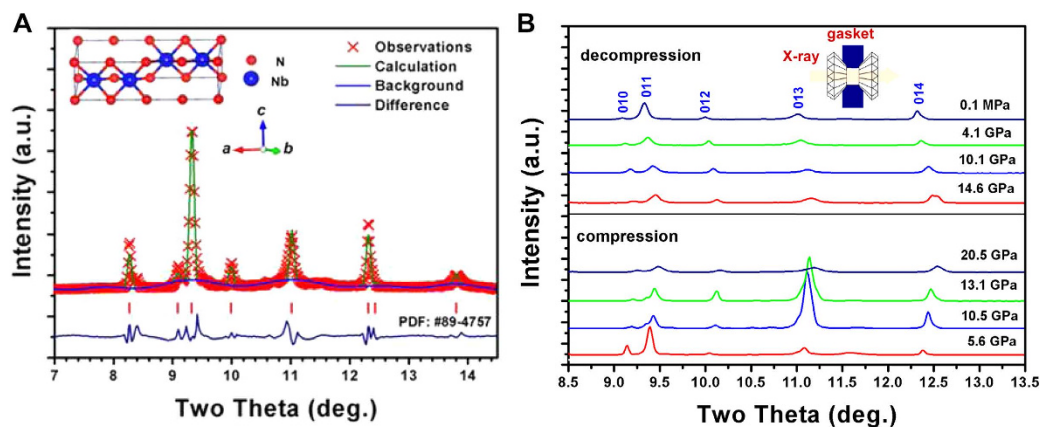 A
N
Nb
Observations
Calculation
Background
Difference
c
a
b
PDF: #89-4757
Intensity (a.u.)
7 8 9 10 11 12 13 14
Two Theta (deg.)
B
decompression
X-ray
gasket
010 011 012 013 014
0.1 MPa
4.1 GPa
10.1 GPa
14.6 GPa
compression
20.5 GPa
13.1 GPa
10.5 GPa
5.6 GPa
Intensity (a.u.)
Intensity (a.u.)
8.5 9.0 9.5 10.0 10.5 11.0 11.5 12.0 12.5 13.0 13.5
Two Theta (deg.)